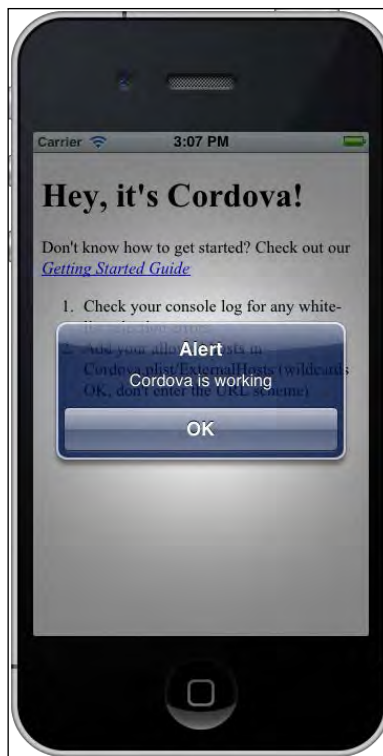 Carrier 3:07 PM
Hey, it's Cordova!
Don't know how to get started? Check out our
Getting Started Guide
1. Check your console log for any white-
Alert
2. Add your allowed hosts in
Cordova.plist/ExternalHosts (wildcards
Cordova is working
OK, don't enter the URL scheme)
OK